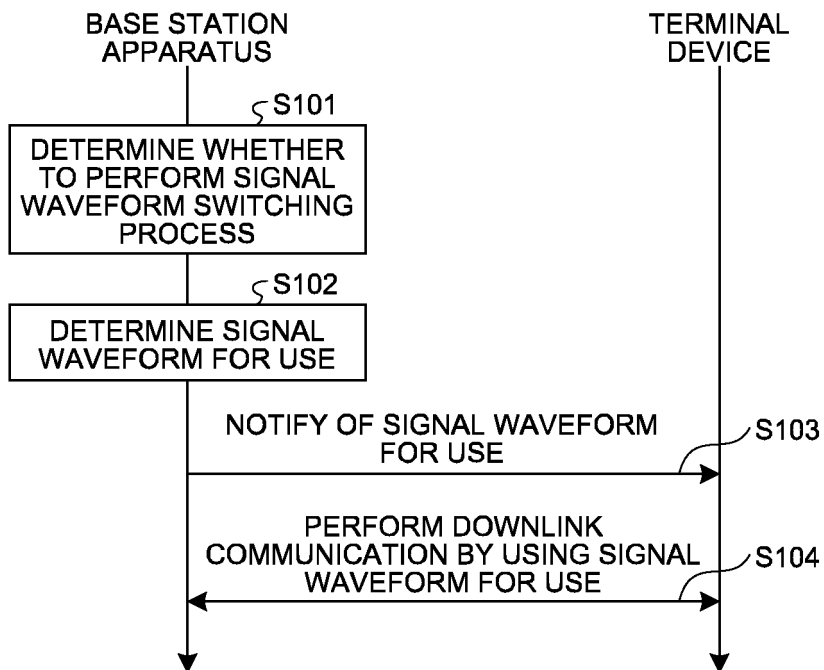 BASE STATION
APPARATUS
TERMINAL
DEVICE
S101
DETERMINE WHETHER
TO PERFORM SIGNAL
WAVEFORM SWITCHING
PROCESS
S102
DETERMINE SIGNAL
WAVEFORM FOR USE
NOTIFY OF SIGNAL WAVEFORM
FOR USE
S103
PERFORM DOWNLINK
COMMUNICATION BY USING SIGNAL
WAVEFORM FOR USE
S104